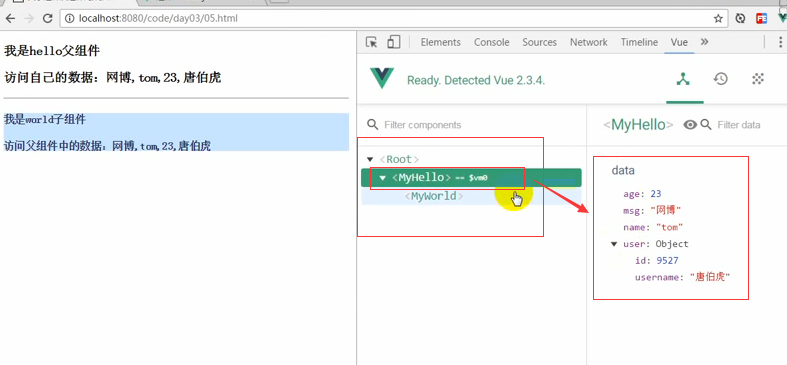 localhost:8080/code/day03/05.html
我是hello父组件
访问自己的数据：网博,tom,23,唐伯虎
我是world子组件
访问父组件中的数据：网博,tom,23,唐伯虎
Elements Console Sources Network Timeline Vue »
Ready. Detected Vue 2.3.4.
Filter components
<MyHello> Filter data
<Root>
<MyHello> == $vm0
<MyWorld>
data
age: 23
msg: "网博"
name: "tom"
user: Object
id: 9527
username: "唐伯虎"